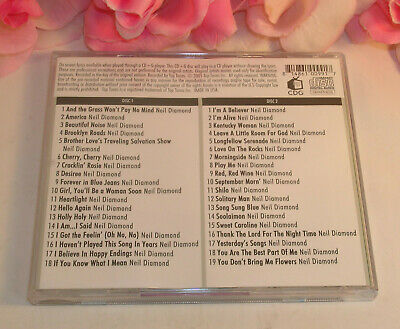 DISC 1
1 And the Grass Won't Pay No Mind Neil Diamond
2 America Neil Diamond
3 Beautiful Noise Neil Diamond
4 Brooklyn Roads Neil Diamond
5 Brother Love's Traveling Salvation Show
Neil Diamond
6 Cherry, Cherry Neil Diamond
7 Cracklin' Rosie Neil Diamond
8 Desiree Neil Diamond
9 Forever in Blue Jeans Neil Diamond
10 Girl, You'll Be a Woman Soon Neil Diamond
11 Heartlight Neil Diamond
12 Hello Again Neil Diamond
13 Holly Holy Neil Diamond
14 I Am...I Said Neil Diamond
15 I Got the Feelin' (Oh No, No) Neil Diamond
16 I Haven't Played This Song In Years Neil Diamond
17 I Believe In Happy Endings Neil Diamond
18 If You Know What I Mean Neil Diamond
DISC 2
1 I'm A Believer Neil Diamond
2 I'm Alive Neil Diamond
3 Kentucky Woman Neil Diamond
4 Leave A Little Room For God Neil Diamond
5 Longfellow Serenade Neil Diamond
6 Love On The Rocks Neil Diamond
7 Morningside Neil Diamond
8 Play Me Neil Diamond
9 Red, Red Wine Neil Diamond
10 September Morn' Neil Diamond
11 Shilo Neil Diamond
12 Solitary Man Neil Diamond
13 Song Sung Blue Neil Diamond
14 Soolaimon Neil Diamond
15 Sweet Caroline Neil Diamond
16 Thank The Lord For The Night Time Neil Diamond
17 Yesterday's Songs Neil Diamond
18 You Are The Best Part Of Me Neil Diamond
19 You Don't Bring Me Flowers Neil Diamond
CDG
MADE IN USA